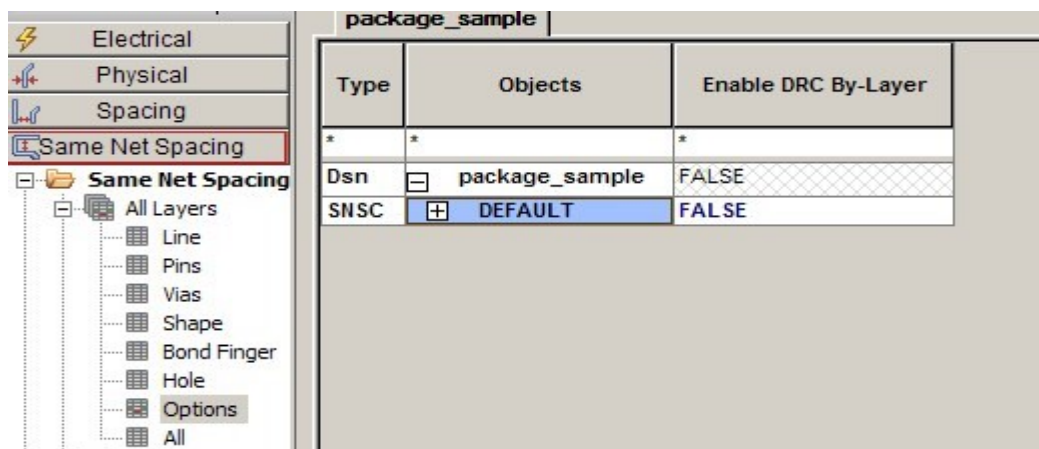 package_sample
Electrical
Physical
Spacing
Same Net Spacing
Same Net Spacing
All Layers
Line
Pins
Vias
Shape
Bond Finger
Hole
Options
All
Type Objects Enable DRC By-Layer
* * *
Dsn package_sample FALSE
SNSC DEFAULT FALSE